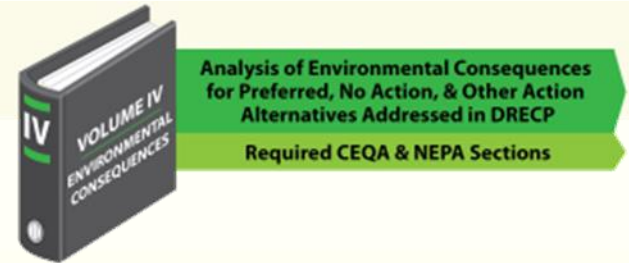 IV
VOLUME IV
ENVIRONMENTAL
CONSEQUENCES
Analysis of Environmental Consequences
for Preferred, No Action, & Other Action
Alternatives Addressed in DRECP
Required CEQA & NEPA Sections